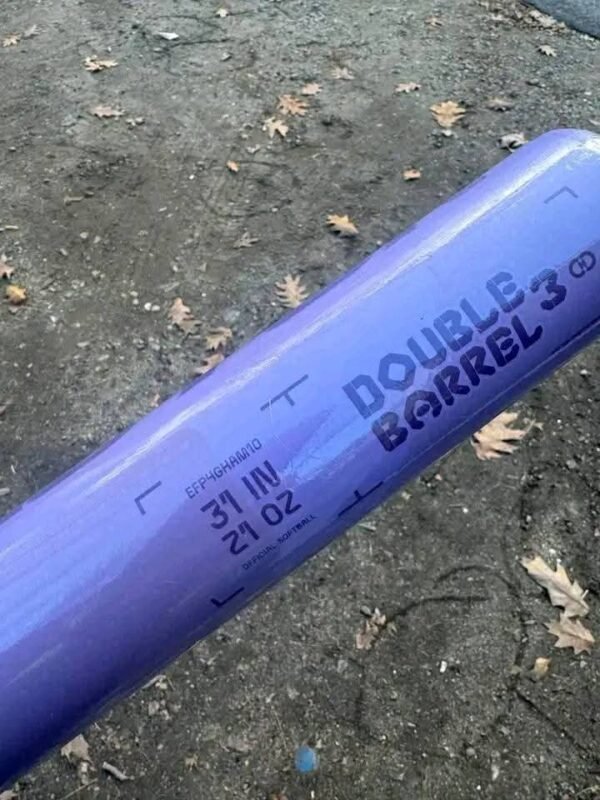 DOUBLE
BARREL 3
EFP4GHAM10
31 IN
21 OZ
OFFICIAL SOFTBALL